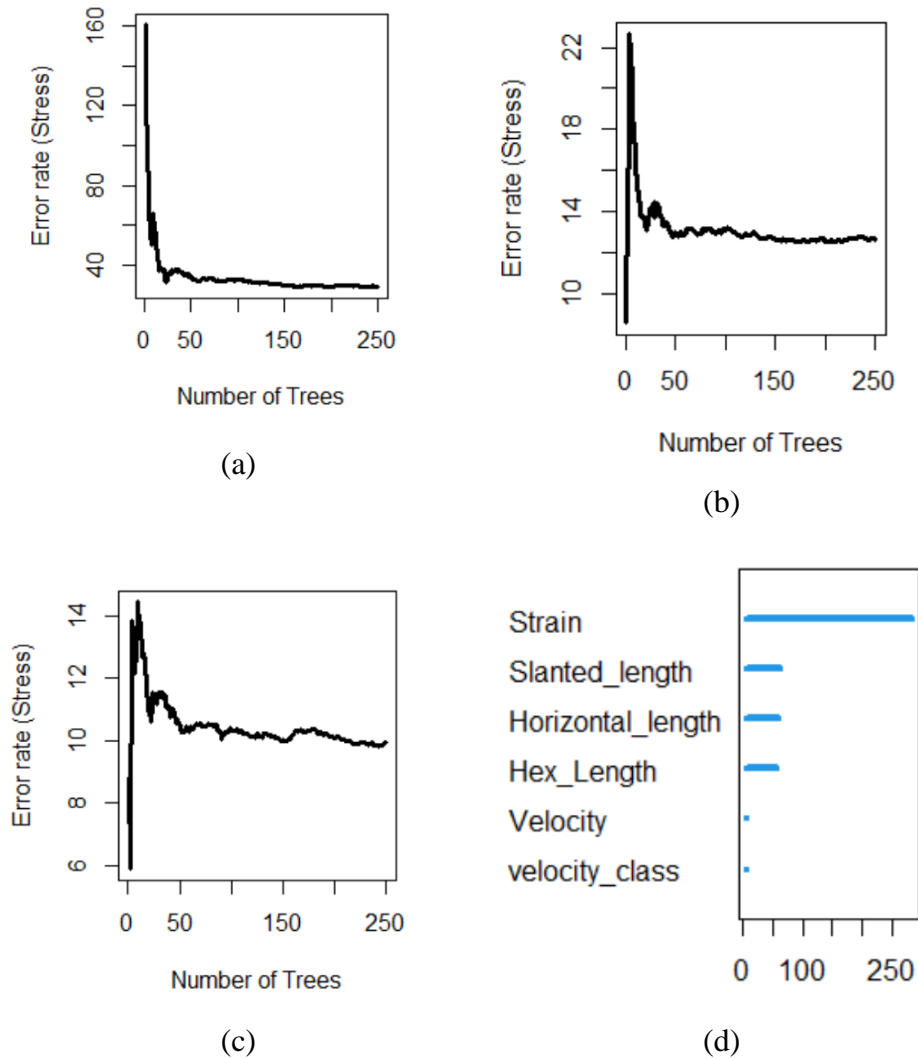 Error rate (Stress)
160
120
80
40
0 50 150 250
Number of Trees
(a)
Error rate (Stress)
22
18
14
10
0 50 150 250
Number of Trees
(b)
Error rate (Stress)
14
12
10
8
6
0 50 150 250
Number of Trees
(c)
Strain
Slanted_length
Horizontal_length
Hex_Length
Velocity
velocity_class
0 100 250
(d)